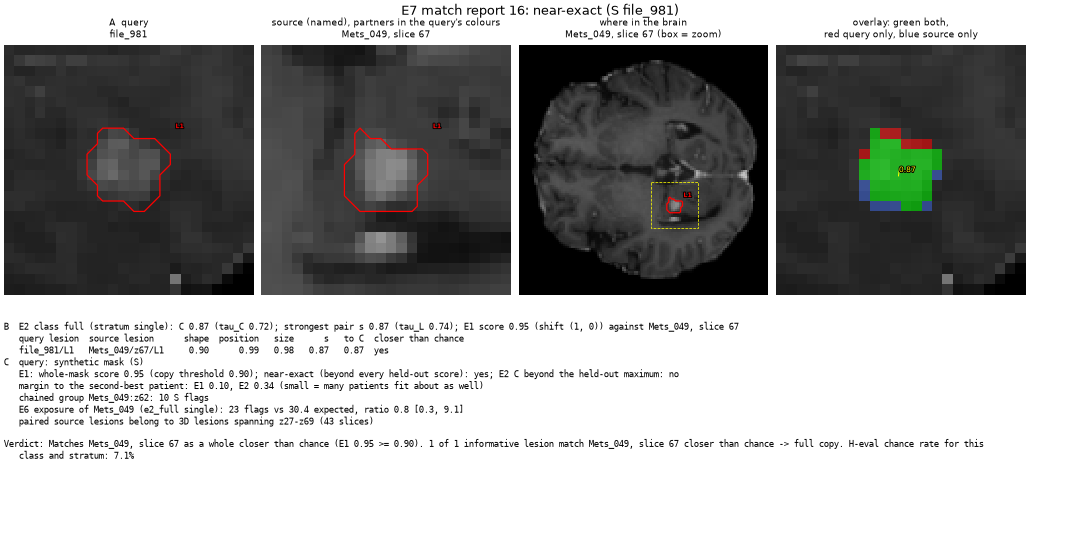 E7 match report 16: near-exact (S file_981)
A  query
file_981
source (named), partners in the query's colours
Mets_049, slice 67
where in the brain
Mets_049, slice 67 (box = zoom)
overlay: green both,
red query only, blue source only
E1
E1
E1
0.87
B  E2 class full (stratum single): C 0.87 (tau_C 0.72); strongest pair s 0.87 (tau_L 0.74); E1 score 0.95 (shift (1, 0)) against Mets_049, slice 67
query lesion  source lesion    shape  position   size      s   to C  closer than chance
file_981/L1   Mets_049/z67/L1     0.90      0.99   0.98   0.87   0.87  yes
C  query: synthetic mask (S)
E1: whole-mask score 0.95 (copy threshold 0.90); near-exact (beyond every held-out score): yes; E2 C beyond the held-out maximum: no
margin to the second-best patient: E1 0.10, E2 0.34 (small = many patients fit about as well)
chained group Mets_049:z62: 10 S flags
E6 exposure of Mets_049 (e2_full single): 23 flags vs 30.4 expected, ratio 0.8 [0.3, 9.1]
paired source lesions belong to 3D lesions spanning z27-z69 (43 slices)
Verdict: Matches Mets_049, slice 67 as a whole closer than chance (E1 0.95 >= 0.90). 1 of 1 informative lesion match Mets_049, slice 67 closer than chance -> full copy. H-eval chance rate for this
class and stratum: 7.1%